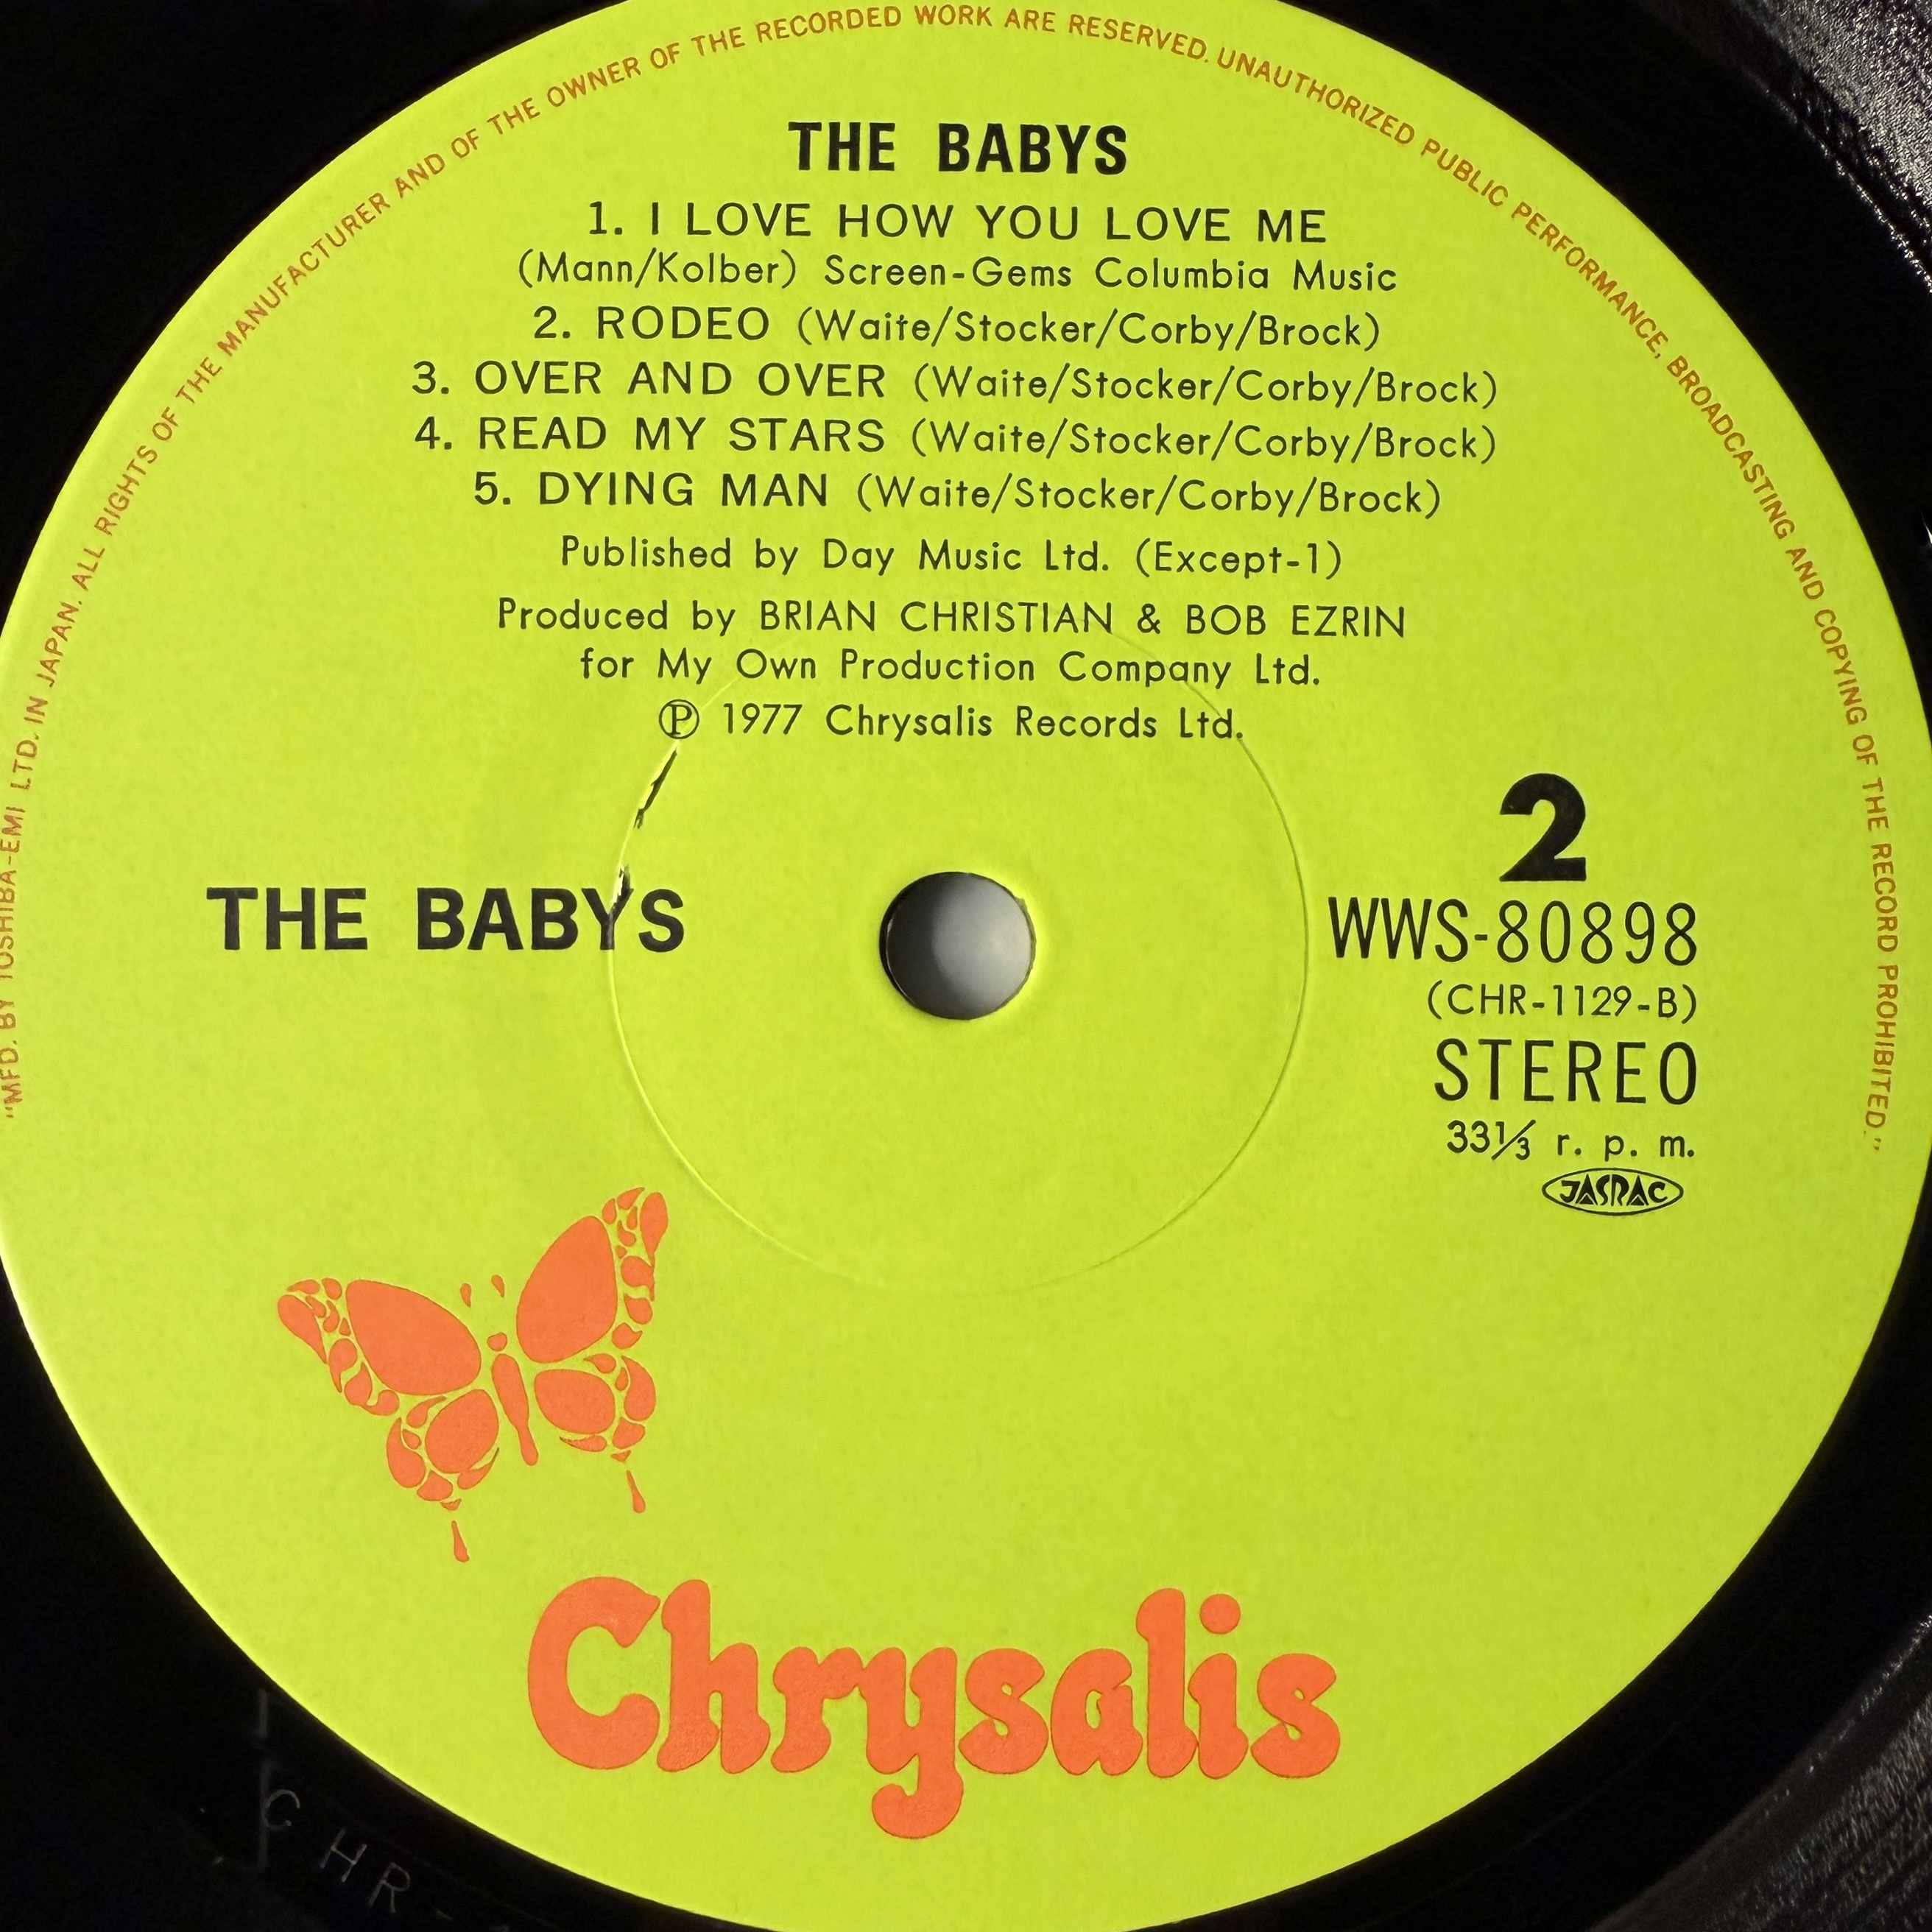 "MFD. BY TOSHIBA-EMI LTD. IN JAPAN. ALL RIGHTS OF THE MANUFACTURER AND OF THE OWNER OF THE RECORDED WORK ARE RESERVED. UNAUTHORIZED PUBLIC PERFORMANCE, BROADCASTING AND COPYING OF THE RECORD PROHIBITED."
THE BABYS
1. I LOVE HOW YOU LOVE ME
(Mann/Kolber) Screen-Gems Columbia Music
2. RODEO (Waite/Stocker/Corby/Brock)
3. OVER AND OVER (Waite/Stocker/Corby/Brock)
4. READ MY STARS (Waite/Stocker/Corby/Brock)
5. DYING MAN (Waite/Stocker/Corby/Brock)
Published by Day Music Ltd. (Except-1)
Produced by BRIAN CHRISTIAN & BOB EZRIN
for My Own Production Company Ltd.
Ⓟ 1977 Chrysalis Records Ltd.
THE BABYS
2
WWS-80898
(CHR-1129-B)
STEREO
33⅓ r. p. m.
JASRAC
Chrysalis
CHR-